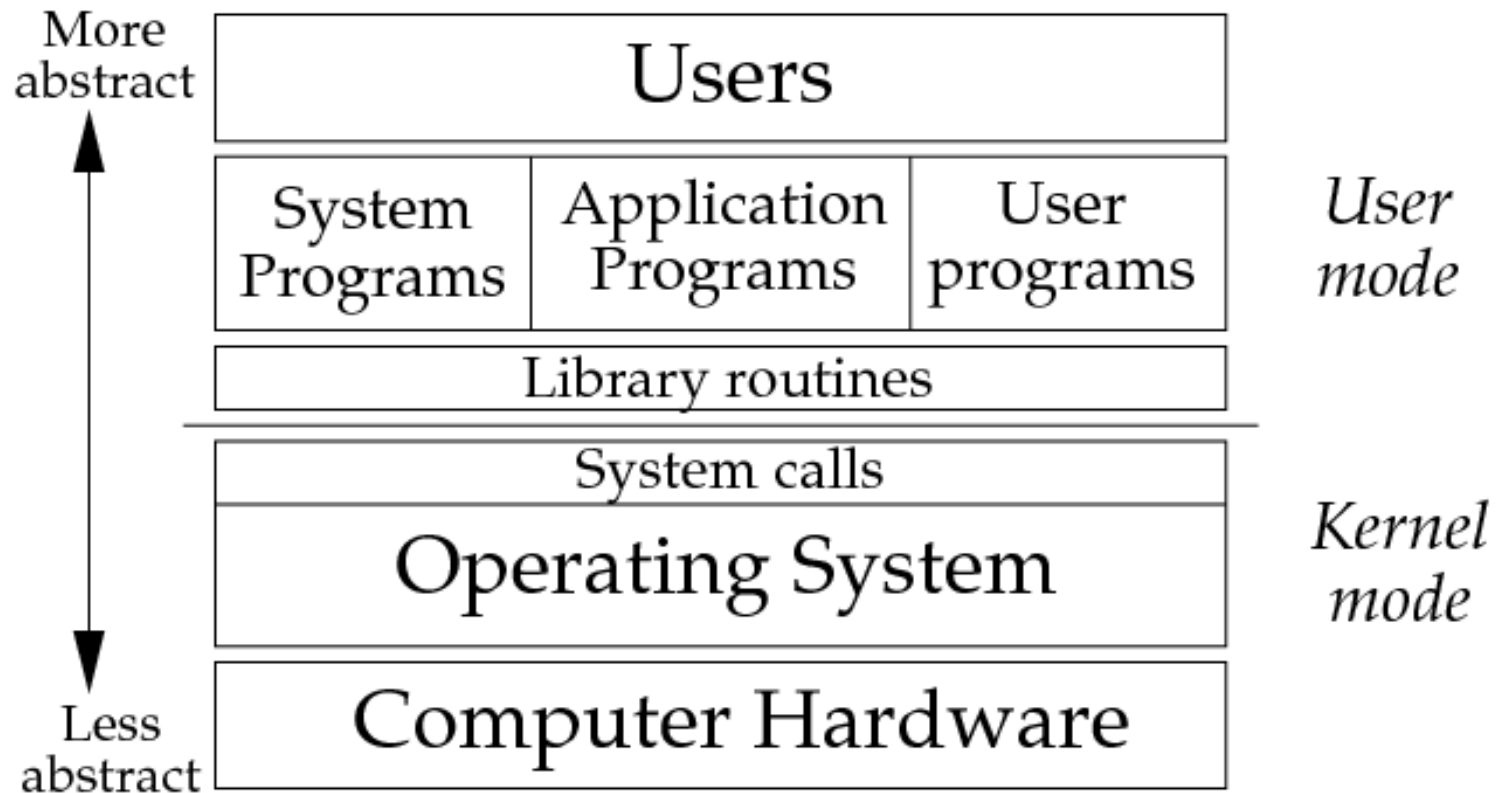 More
abstract
Users
System
Programs
Application
Programs
User
programs
User
mode
Library routines
System calls
Operating System
Kernel
mode
Computer Hardware
Less
abstract